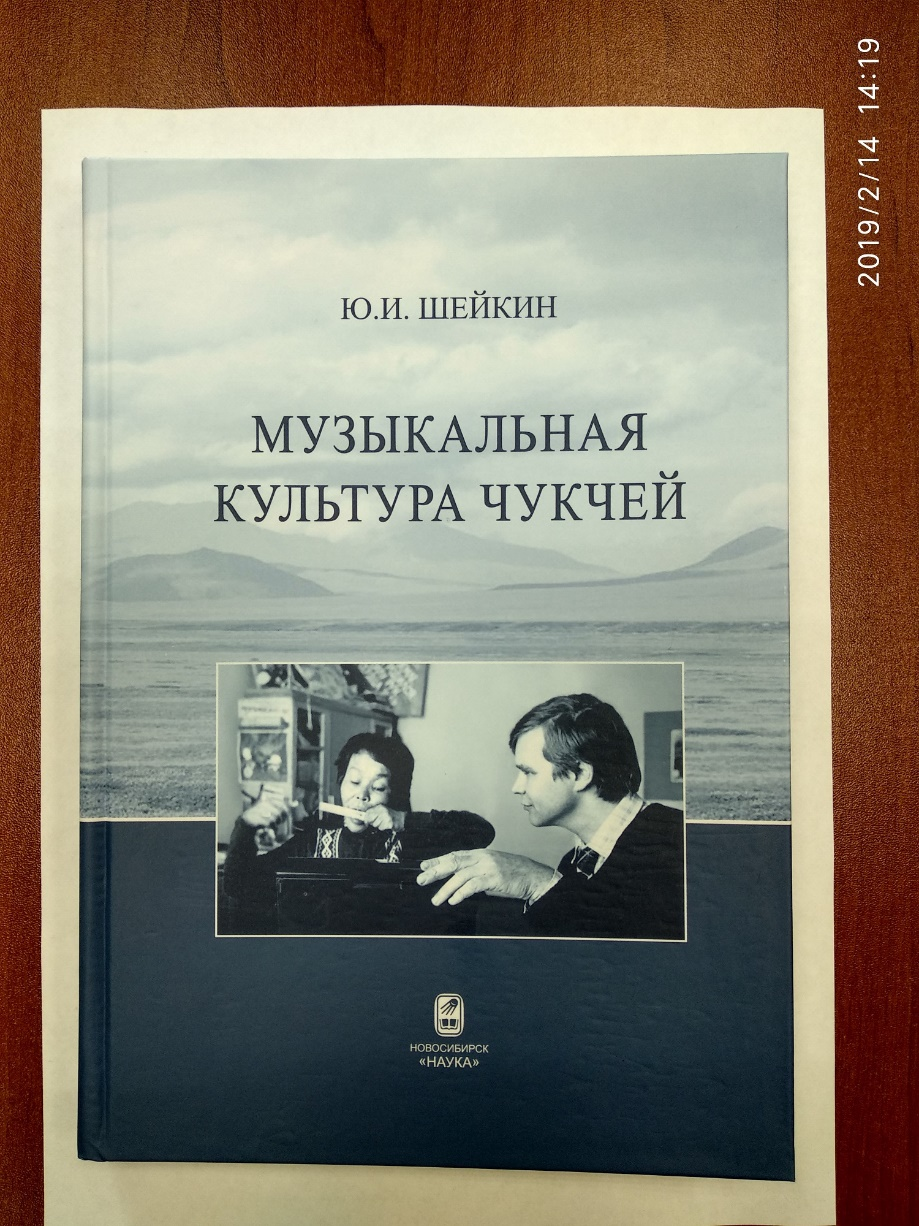 Ю.И. ШЕЙКИН
МУЗЫКАЛЬНАЯ
КУЛЬТУРА ЧУКЧЕЙ
НОВОСИБИРСК
«НАУКА»
2019/2/14 14:19